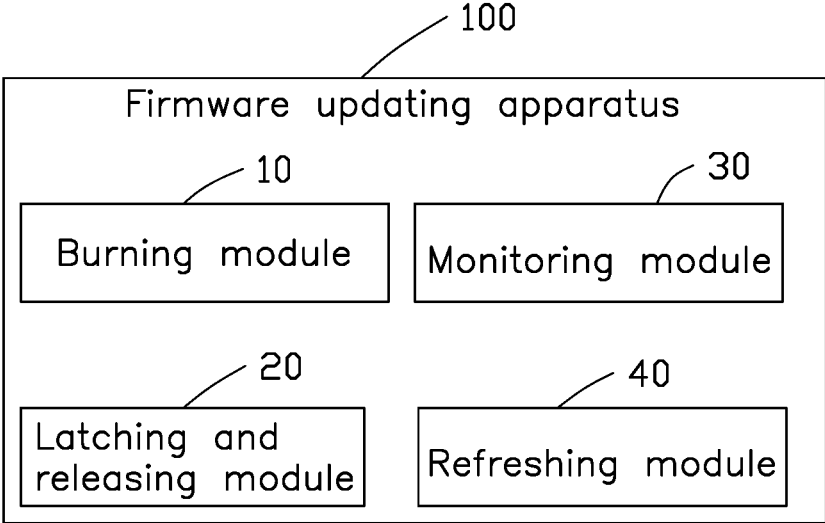 100
Firmware updating apparatus
10
30
Burning module
Monitoring module
20
40
Latching and
releasing module
Refreshing module